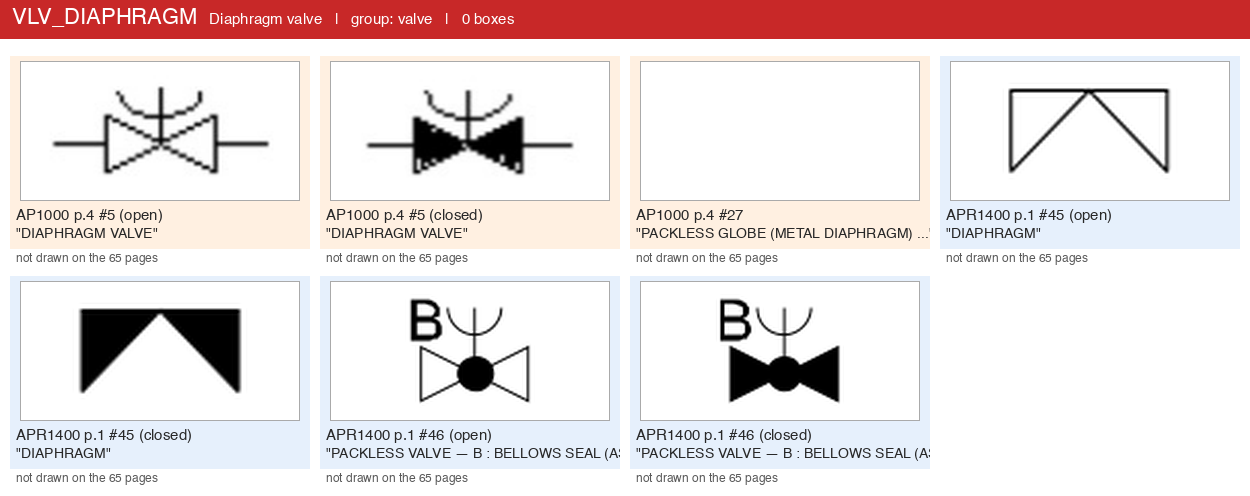 VLV_DIAPHRAGM Diaphragm valve | group: valve | 0 boxes
AP1000 p.4 #5 (open)
"DIAPHRAGM VALVE"
not drawn on the 65 pages
AP1000 p.4 #5 (closed)
"DIAPHRAGM VALVE"
not drawn on the 65 pages
AP1000 p.4 #27
"PACKLESS GLOBE (METAL DIAPHRAGM) ..."
not drawn on the 65 pages
APR1400 p.1 #45 (open)
"DIAPHRAGM"
not drawn on the 65 pages
APR1400 p.1 #45 (closed)
"DIAPHRAGM"
not drawn on the 65 pages
B
APR1400 p.1 #46 (open)
"PACKLESS VALVE — B : BELLOWS SEAL (AS
not drawn on the 65 pages
B
APR1400 p.1 #46 (closed)
"PACKLESS VALVE — B : BELLOWS SEAL (AS
not drawn on the 65 pages